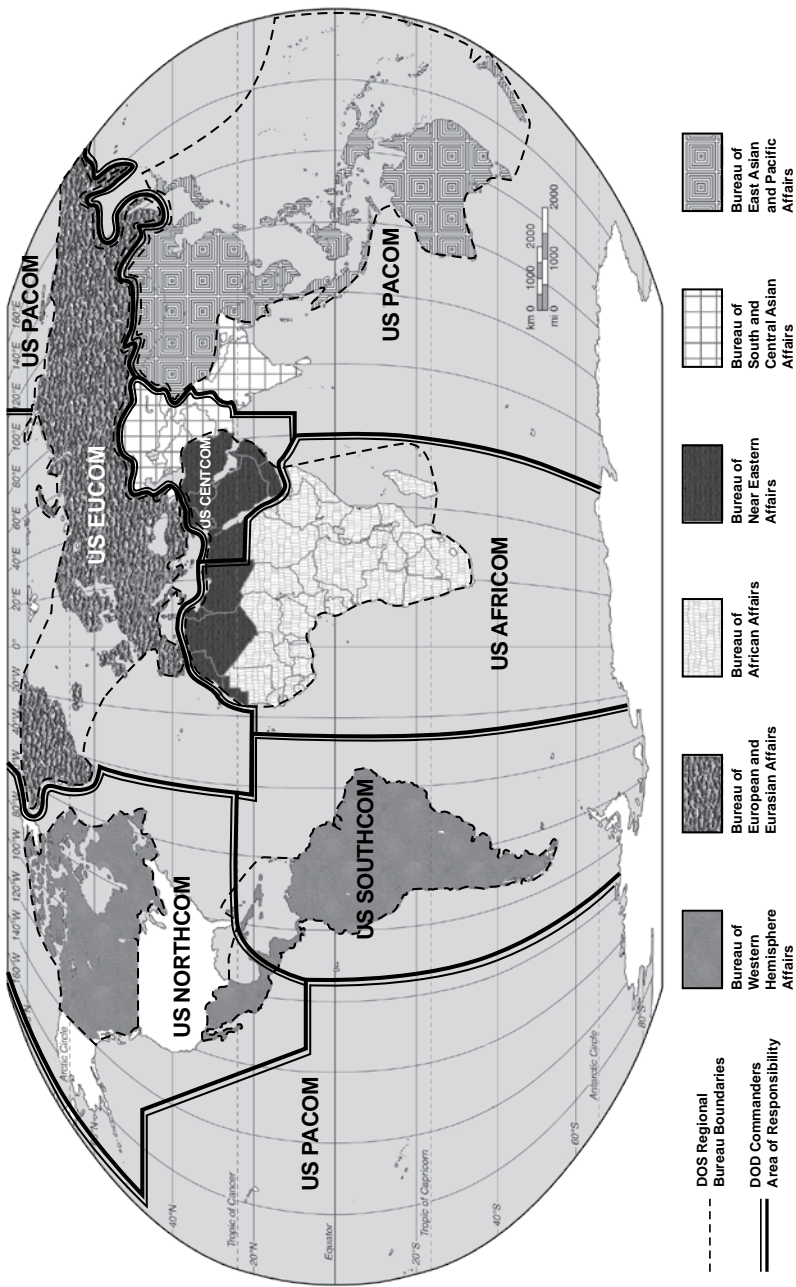 US PACOM
US EUCOM
US CENTCOM
US PACOM
US NORTHCOM
US SOUTHCOM
US AFRICOM
US PACOM
160°W
140°W
120°W
100°W
40°W
20°W
0°
20°E
40°E
60°E
80°E
100°E
120°E
140°E
160°E
Arctic Circle
40°N
Tropic of Cancer
20°N
Equator
20°S
Tropic of Capricorn
40°S
60°S
Antarctic Circle
80°S
km 0 1000 2000
mi 0 1000 2000
DOS Regional
Bureau Boundaries
DOD Commanders
Area of Responsibility
Bureau of
Western
Hemisphere
Affairs
Bureau of
European and
Eurasian Affairs
Bureau of
African Affairs
Bureau of
Near Eastern
Affairs
Bureau of
South and
Central Asian
Affairs
Bureau of
East Asian
and Pacific
Affairs